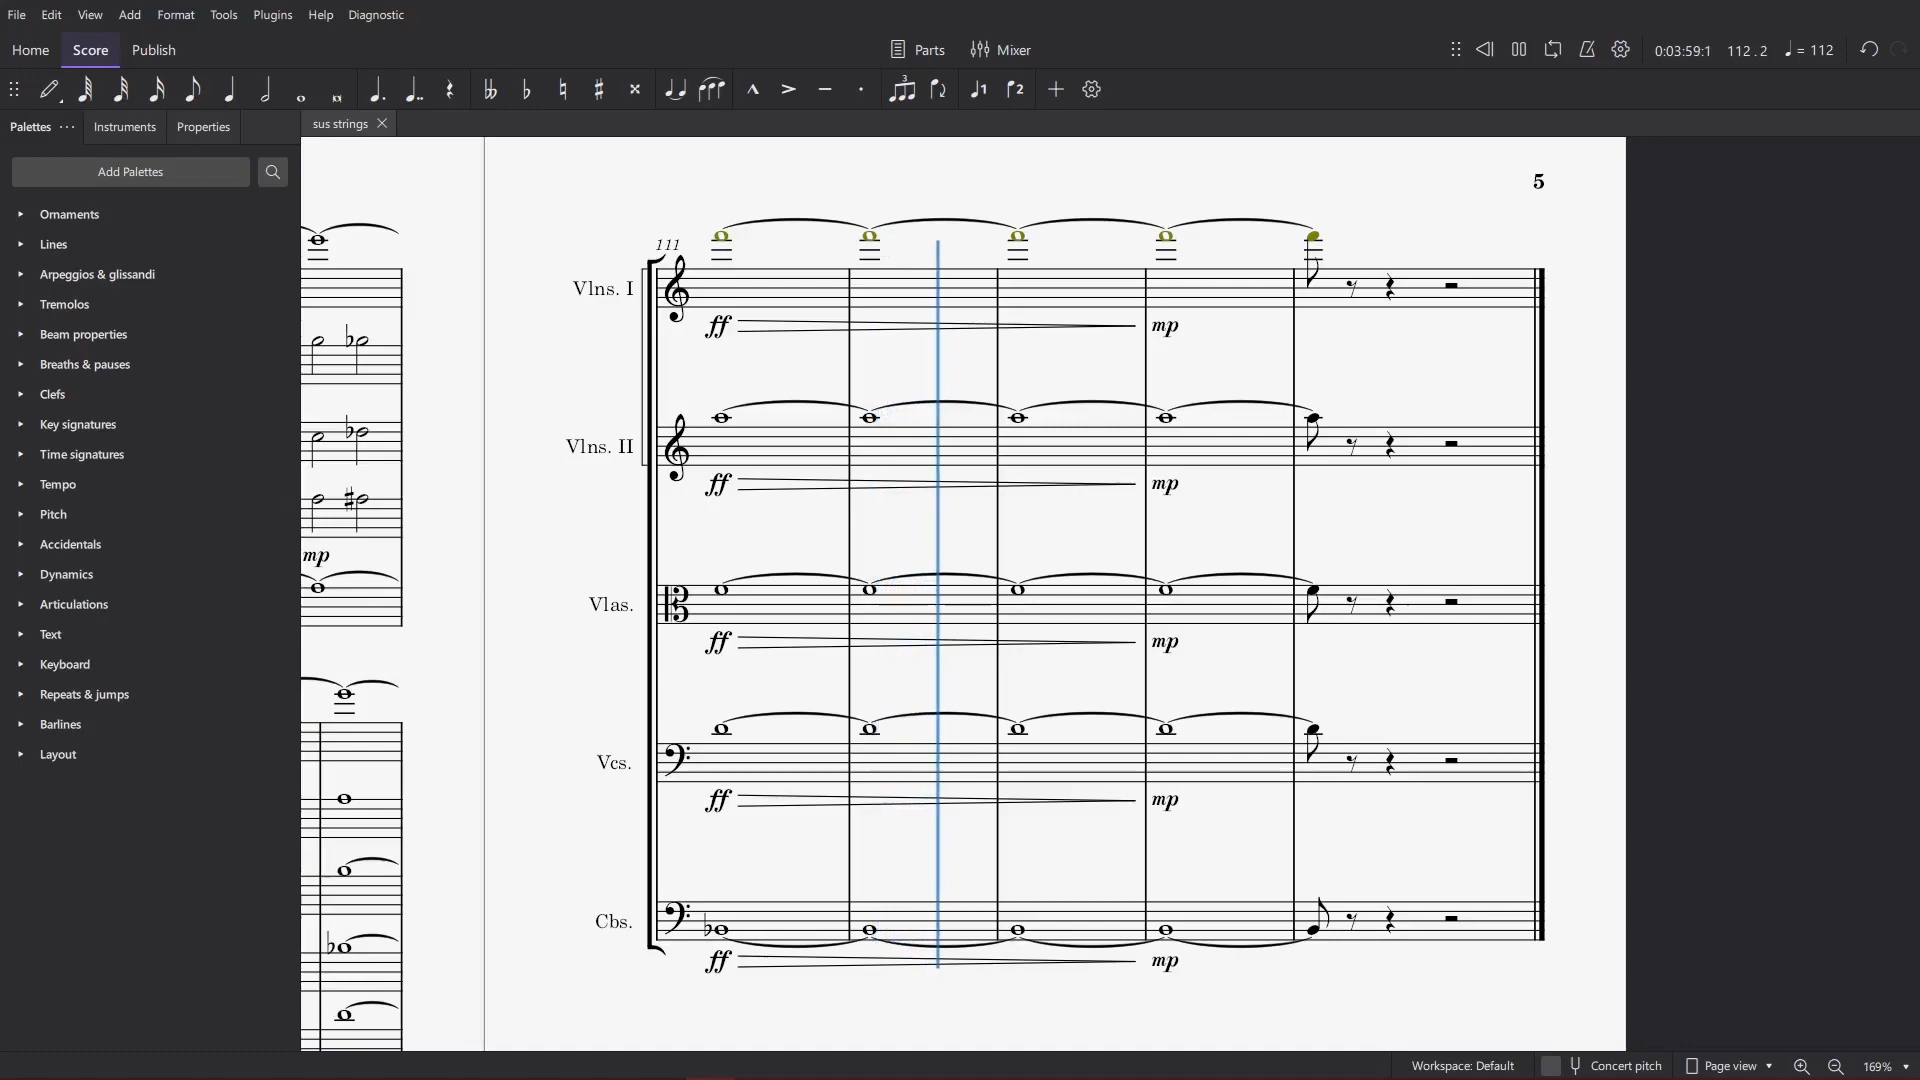 File Edit View Add Format Tools Plugins Help Diagnostic
Home Score Publish Parts Mixer 0:03:59:1 112 . 2 = 112
3 1 2
Palettes ··· Instruments Properties sus strings
Add Palettes
Ornaments
Lines
Arpeggios & glissandi
Tremolos
Beam properties
Breaths & pauses
Clefs
Key signatures
Time signatures
Tempo
Pitch
Accidentals
Dynamics
Articulations
Text
Keyboard
Repeats & jumps
Barlines
Layout
mp
5
111
Vlns. I
ff mp
Vlns. II
ff mp
Vlas.
ff mp
Vcs.
ff mp
Cbs.
ff mp
Workspace: Default Concert pitch Page view 169%